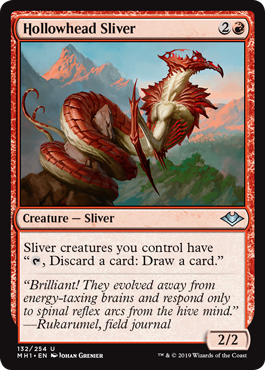 Hollowhead Sliver 2
Creature — Sliver
Sliver creatures you control have
“, Discard a card: Draw a card.”
“Brilliant! They evolved away from
energy-taxing brains and respond only
to spinal reflex arcs from the hive mind.”
—Rukarumel, field journal
2/2
132/254 U
MH1 • EN Johan Grenier
™ & © 2019 Wizards of the Coast